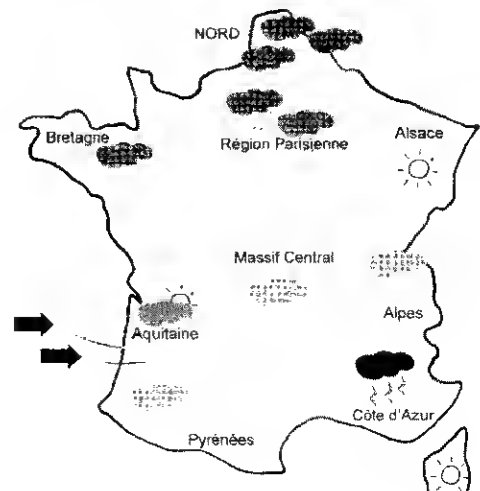 NORD
Bretagne
Région Parisienne
Alsace
Massif Central
Alpes
Aquitaine
Côte d'Azur
Pyrénées